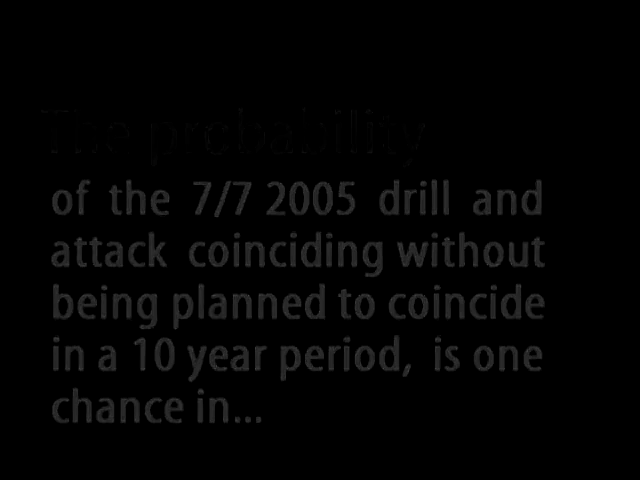 The probability
of the 7/7 2005 drill and
attack coinciding without
being planned to coincide
in a 10 year period, is one
chance in...